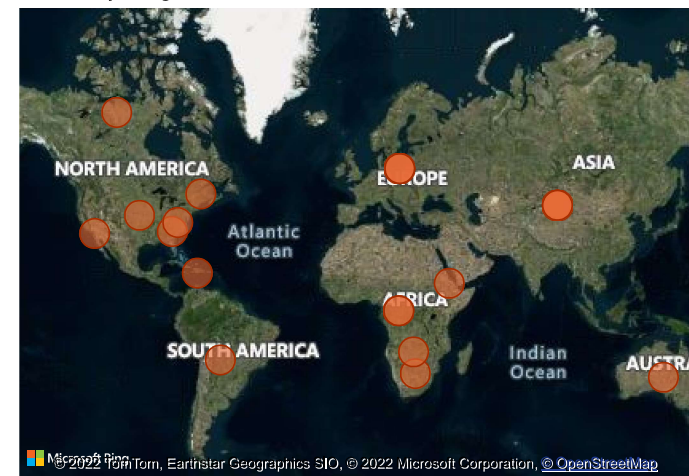 NORTH AMERICA
EUROPE
ASIA
Atlantic
Ocean
AFRICA
SOUTH AMERICA
Indian
Ocean
AUSTRA
Microsoft Bing
© 2022 TomTom, Earthstar Geographics SIO, © 2022 Microsoft Corporation, © OpenStreetMap